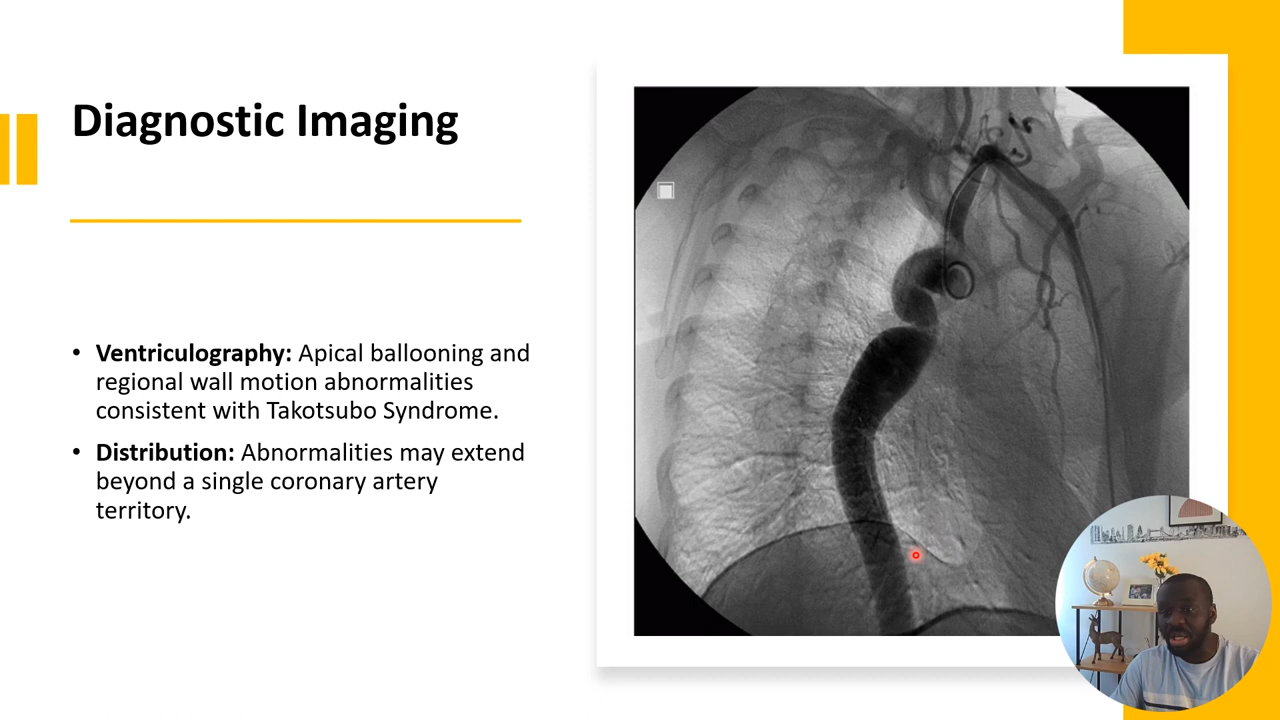 Diagnostic Imaging
• Ventriculography: Apical ballooning and
regional wall motion abnormalities
consistent with Takotsubo Syndrome.
• Distribution: Abnormalities may extend
beyond a single coronary artery
territory.